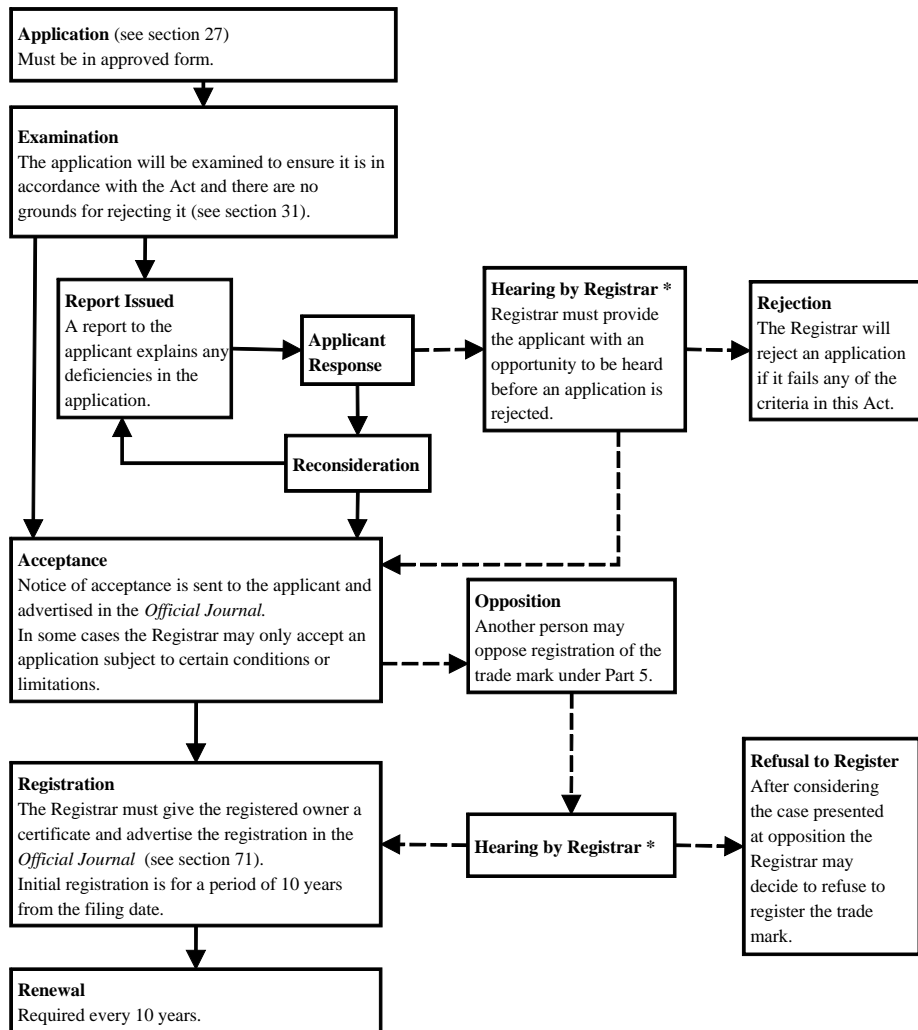 Application (see section 27)
Must be in approved form.
Examination
The application will be examined to ensure it is in
accordance with the Act and there are no
grounds for rejecting it (see section 31).
Report Issued
A report to the
applicant explains any
deficiencies in the
application.
Applicant
Response
Hearing by Registrar *
Registrar must provide
the applicant with an
opportunity to be heard
before an application is
rejected.
Rejection
The Registrar will
reject an application
if it fails any of the
criteria in this Act.
Reconsideration
Acceptance
Notice of acceptance is sent to the applicant and
advertised in the Official Journal.
In some cases the Registrar may only accept an
application subject to certain conditions or
limitations.
Opposition
Another person may
oppose registration of the
trade mark under Part 5.
Registration
The Registrar must give the registered owner a
certificate and advertise the registration in the
Official Journal (see section 71).
Initial registration is for a period of 10 years
from the filing date.
Hearing by Registrar *
Refusal to Register
After considering
the case presented
at opposition the
Registrar may
decide to refuse to
register the trade
mark.
Renewal
Required every 10 years.